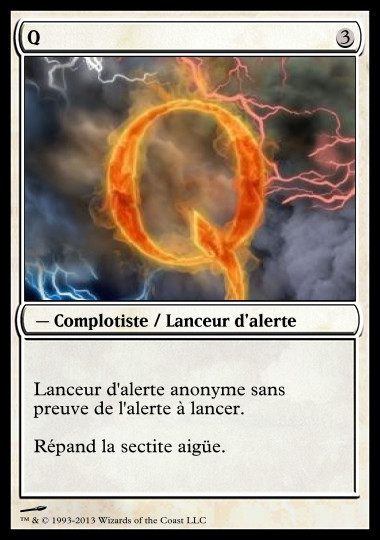 Q 3
Q
— Complotiste / Lanceur d'alerte
Lanceur d'alerte anonyme sans
preuve de l'alerte à lancer.
Répand la sectite aigüe.
™ & © 1993-2013 Wizards of the Coast LLC